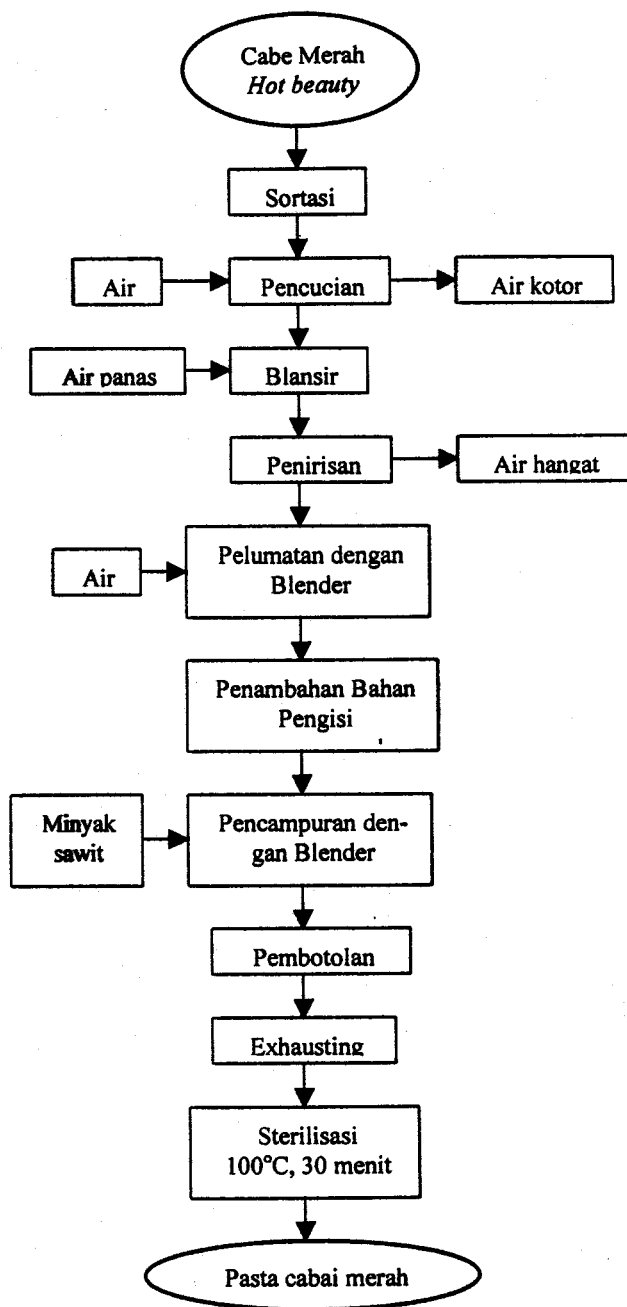 Cabe Merah
Hot beauty
Sortasi
Air
Pencucian
Air kotor
Air panas
Blansir
Penirisan
Air hangat
Air
Pelumatan dengan
Blender
Penambahan Bahan
Pengisi
Minyak
sawit
Pencampuran den-
gan Blender
Pembotolan
Exhausting
Sterilisasi
100°C, 30 menit
Pasta cabai merah